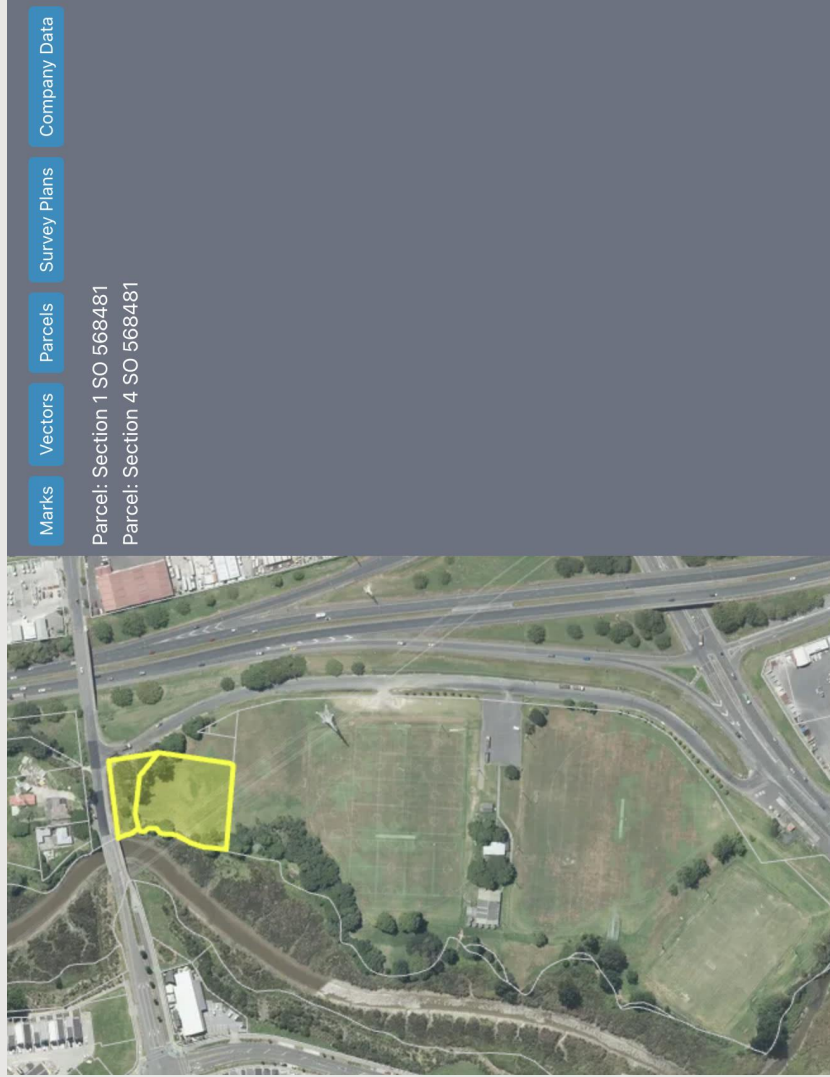 Marks Vectors Parcels Survey Plans Company Data
Parcel: Section 1 SO 568481
Parcel: Section 4 SO 568481